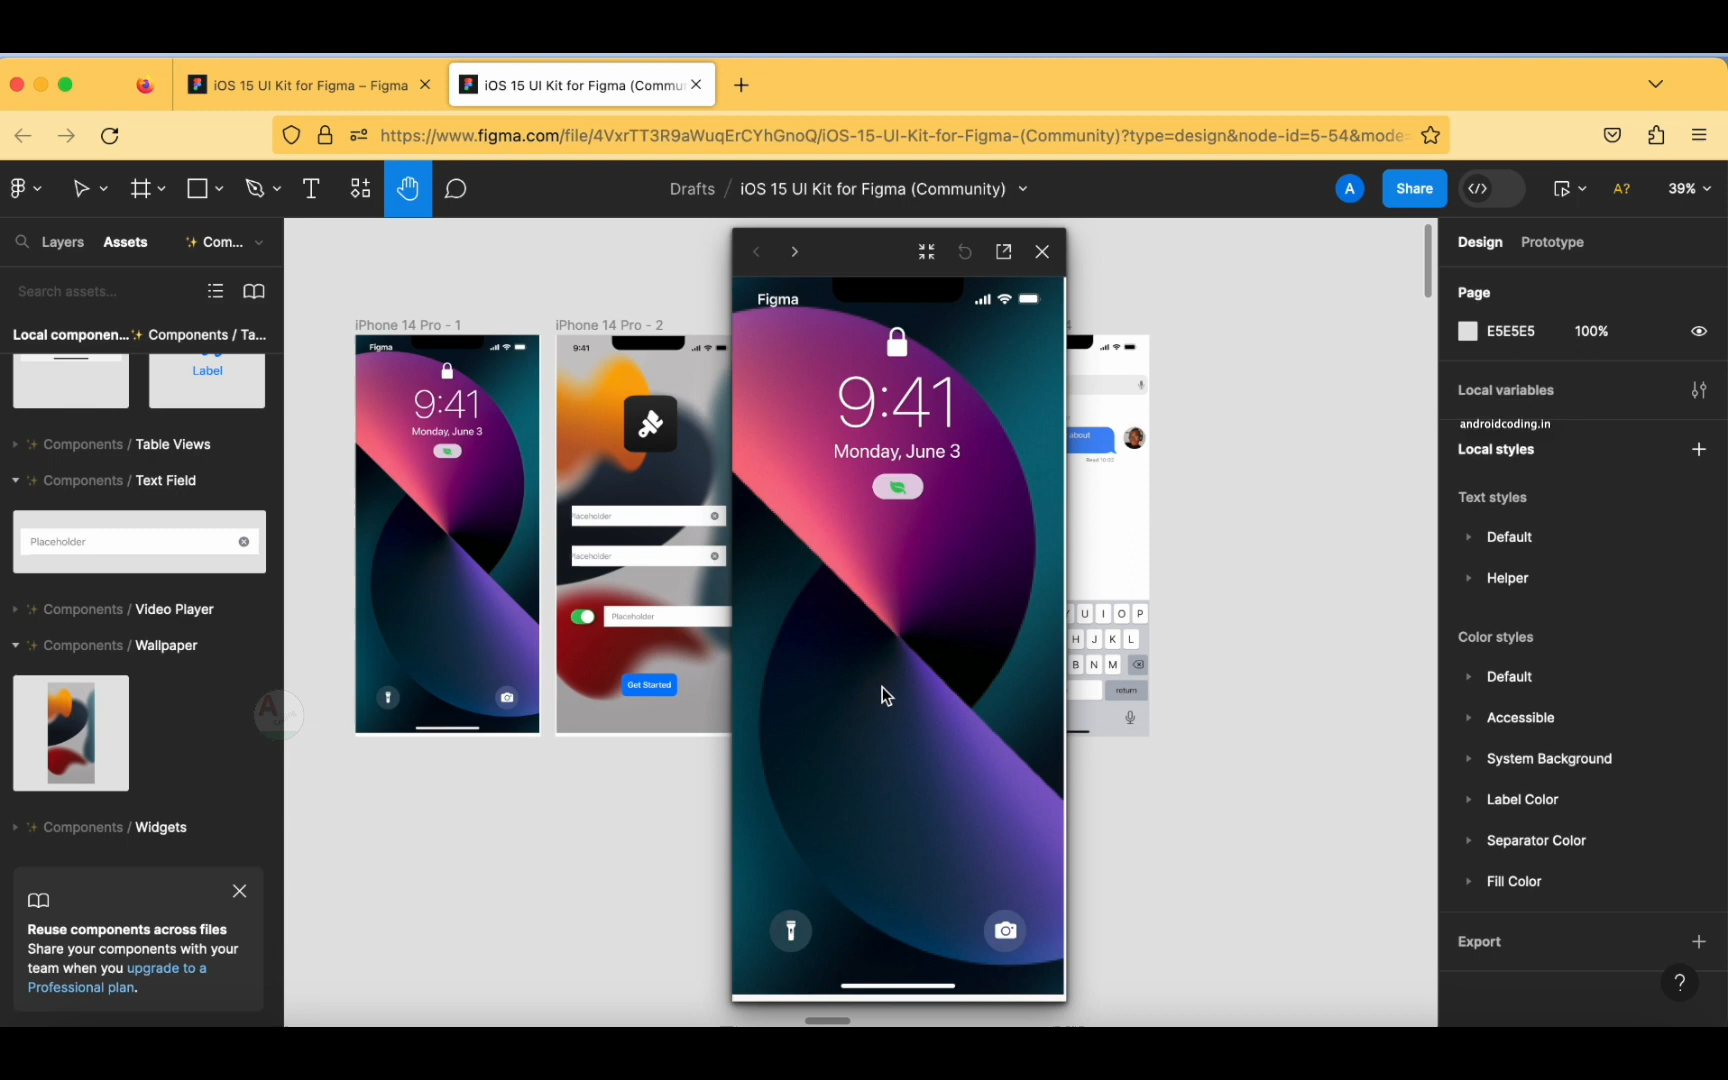 iOS 15 UI Kit for Figma – Figma
iOS 15 UI Kit for Figma (Commu
https://www.figma.com/file/4VxrTT3R9aWuqErCYhGnoQ/iOS-15-UI-Kit-for-Figma-(Community)?type=design&node-id=5-54&mode=
Drafts / iOS 15 UI Kit for Figma (Community)
A
Share
A?
39%
Layers
Assets
Com...
Search assets...
Local componen...
Components / Ta...
Label
Components / Table Views
Components / Text Field
Placeholder
Components / Video Player
Components / Wallpaper
Components / Widgets
Reuse components across files
Share your components with your
team when you upgrade to a
Professional plan.
iPhone 14 Pro - 1
Figma
9:41
Monday, June 3
iPhone 14 Pro - 2
9:41
Placeholder
Placeholder
Placeholder
Get Started
Figma
9:41
Monday, June 3
4
about
Read 10:02
U I O P
H J K L
B N M
return
Design
Prototype
Page
E5E5E5
100%
Local variables
androidcoding.in
Local styles
Text styles
Default
Helper
Color styles
Default
Accessible
System Background
Label Color
Separator Color
Fill Color
Export
?